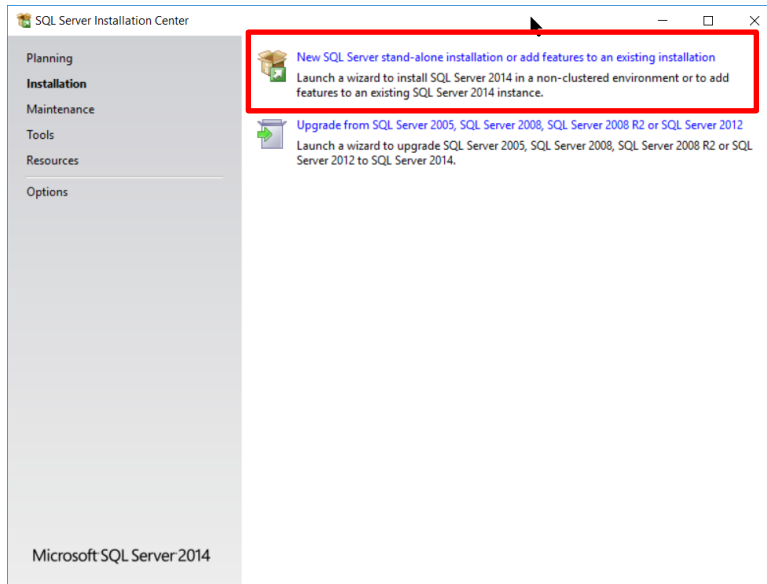 SQL Server Installation Center
Planning
Installation
Maintenance
Tools
Resources
Options
New SQL Server stand-alone installation or add features to an existing installation
Launch a wizard to install SQL Server 2014 in a non-clustered environment or to add
features to an existing SQL Server 2014 instance.
Upgrade from SQL Server 2005, SQL Server 2008, SQL Server 2008 R2 or SQL Server 2012
Launch a wizard to upgrade SQL Server 2005, SQL Server 2008, SQL Server 2008 R2 or SQL
Server 2012 to SQL Server 2014.
Microsoft SQL Server 2014